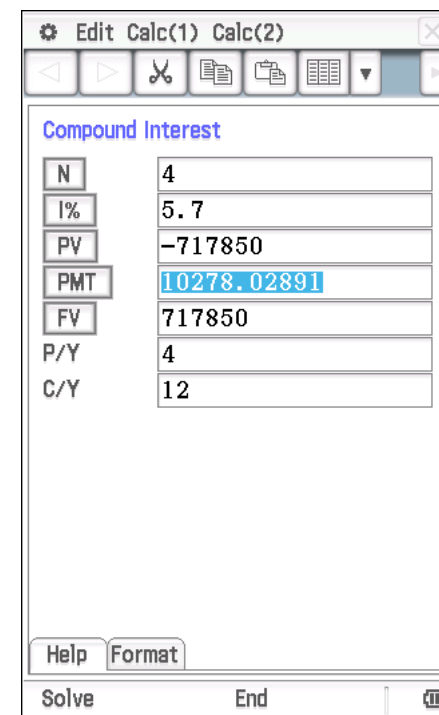 Edit Calc(1) Calc(2)
Compound Interest
N 4
I% 5.7
PV -717850
PMT 10278.02891
FV 717850
P/Y 4
C/Y 12
Help Format
Solve End